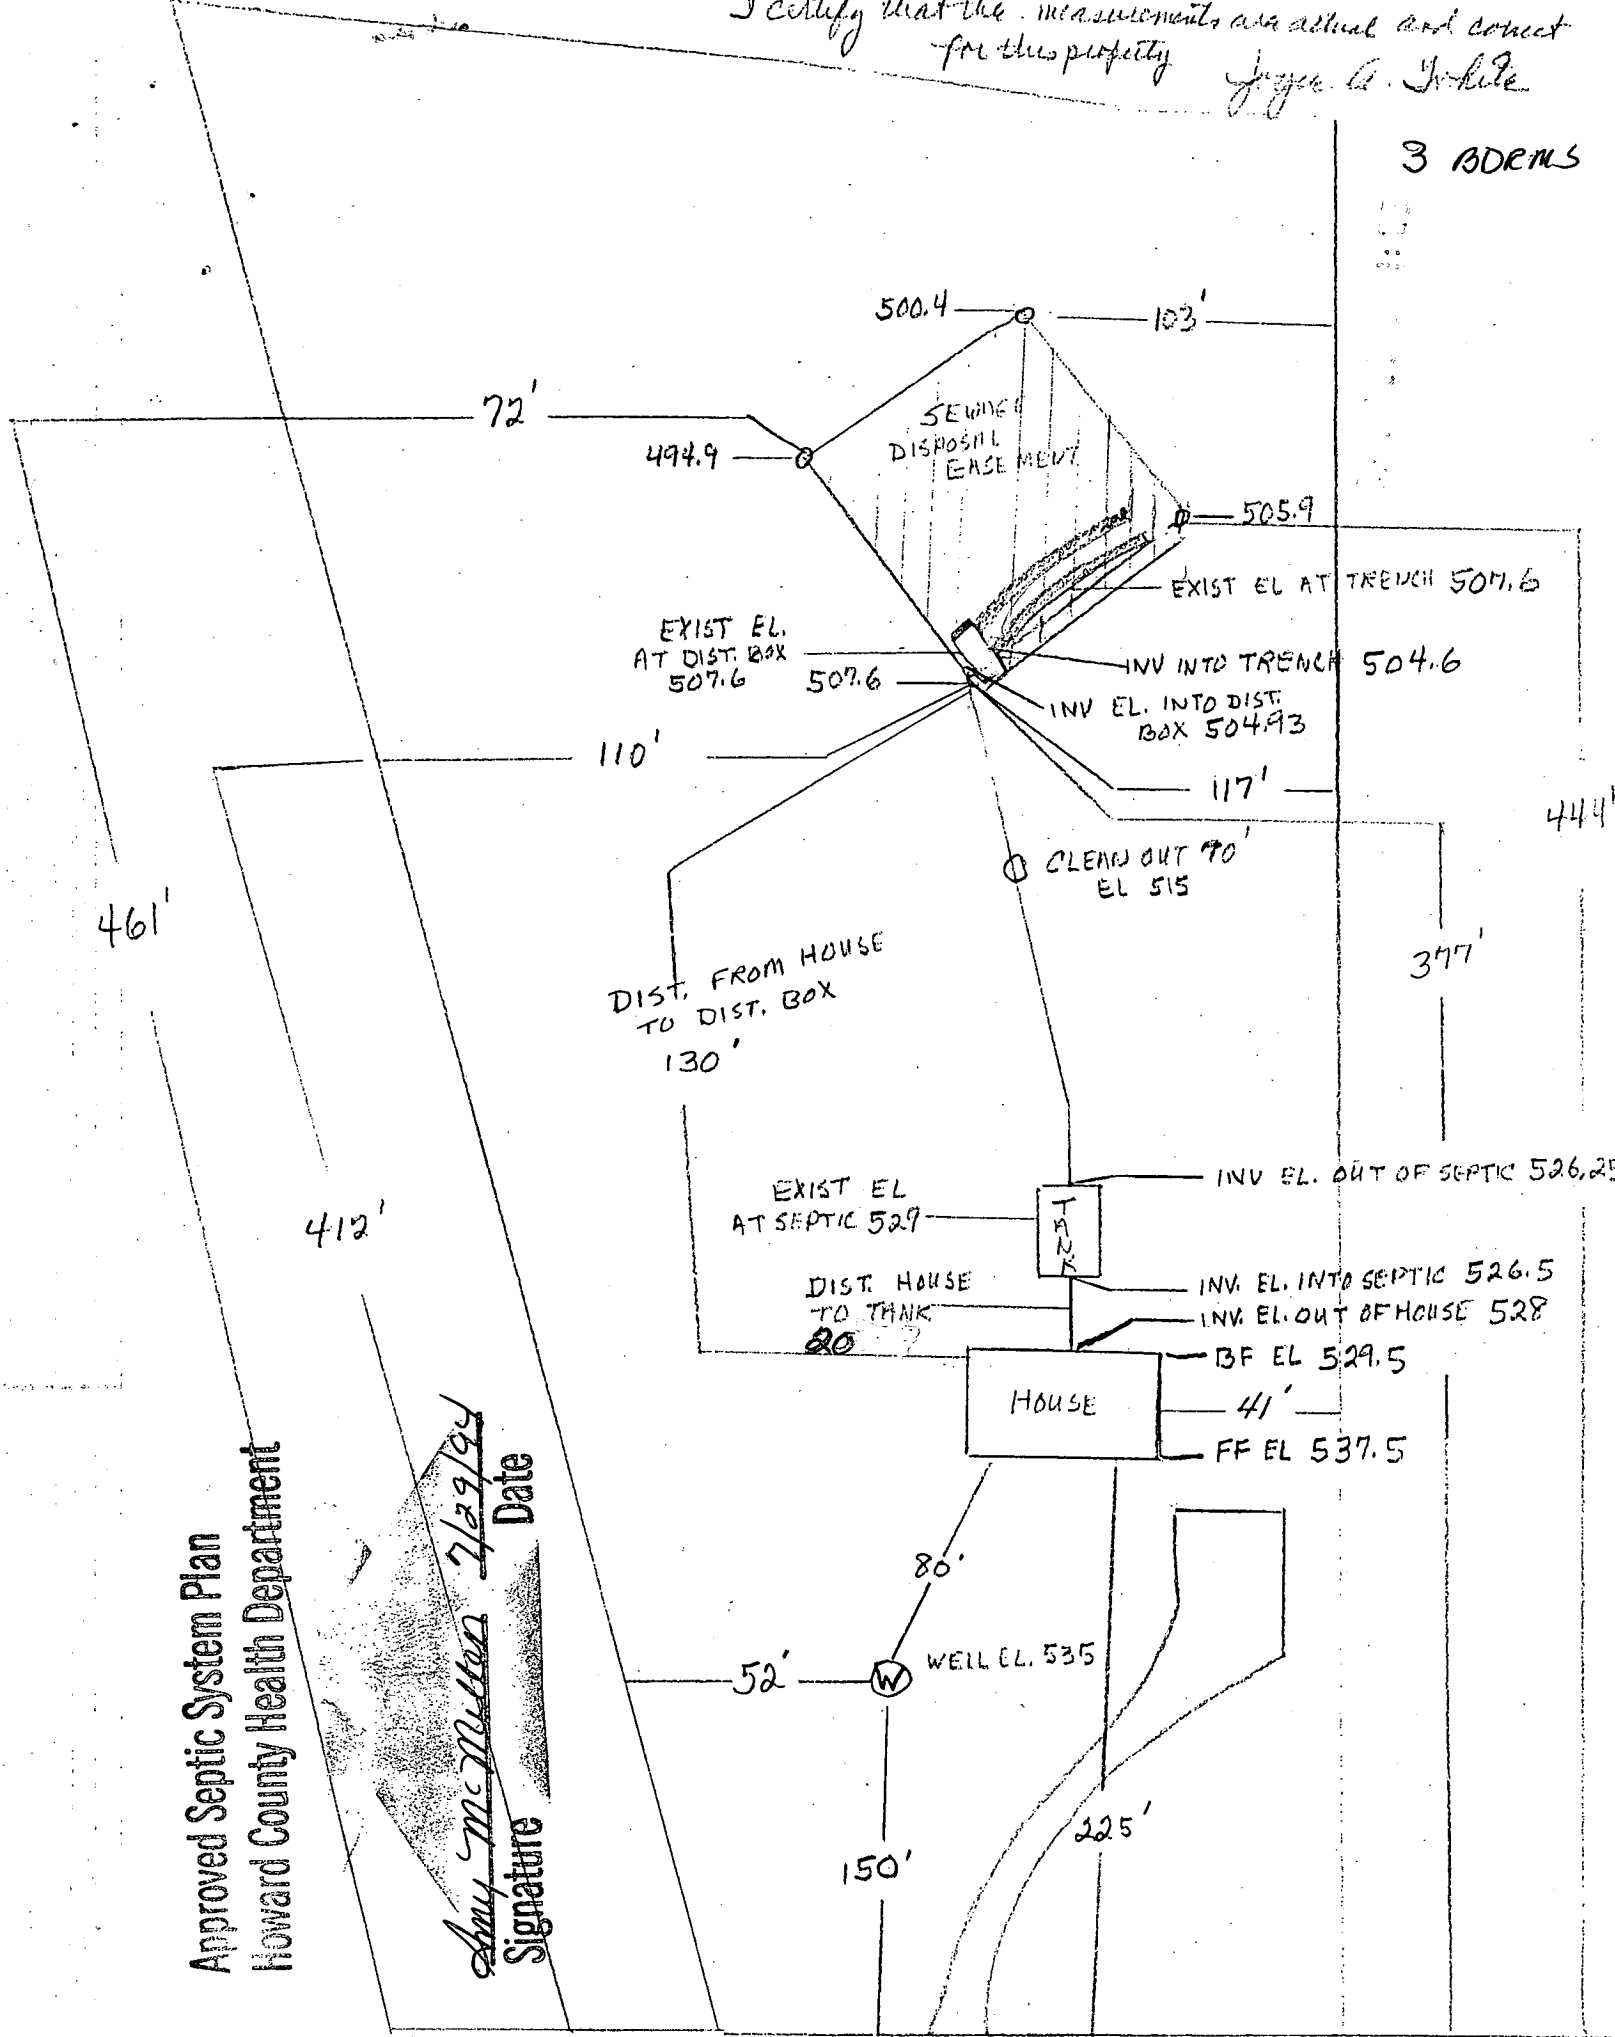 I certify that the measurements are actual and correct
for this property
Joyce A. White
3 BDRMS
500.4
103'
72'
494.9
SEWAGE
DISPOSAL
EASEMENT
505.9
EXIST EL AT TRENCH 507.6
EXIST EL.
AT DIST. BOX
507.6
507.6
INV INTO TRENCH 504.6
INV EL. INTO DIST.
BOX 504.93
110'
117'
444'
CLEAN OUT 70'
EL 515
461'
377'
DIST. FROM HOUSE
TO DIST. BOX
130'
INV EL. OUT OF SEPTIC 526.25
EXIST EL
AT SEPTIC 529
TANK
412'
DIST. HOUSE
TO TANK
20
INV. EL. INTO SEPTIC 526.5
INV. EL. OUT OF HOUSE 528
BF EL 529.5
HOUSE
41'
FF EL 537.5
80'
52'
W
WELL EL. 535
225'
150'
Approved Septic System Plan
Howard County Health Department
Amy McMillen 7/29/94
Signature Date